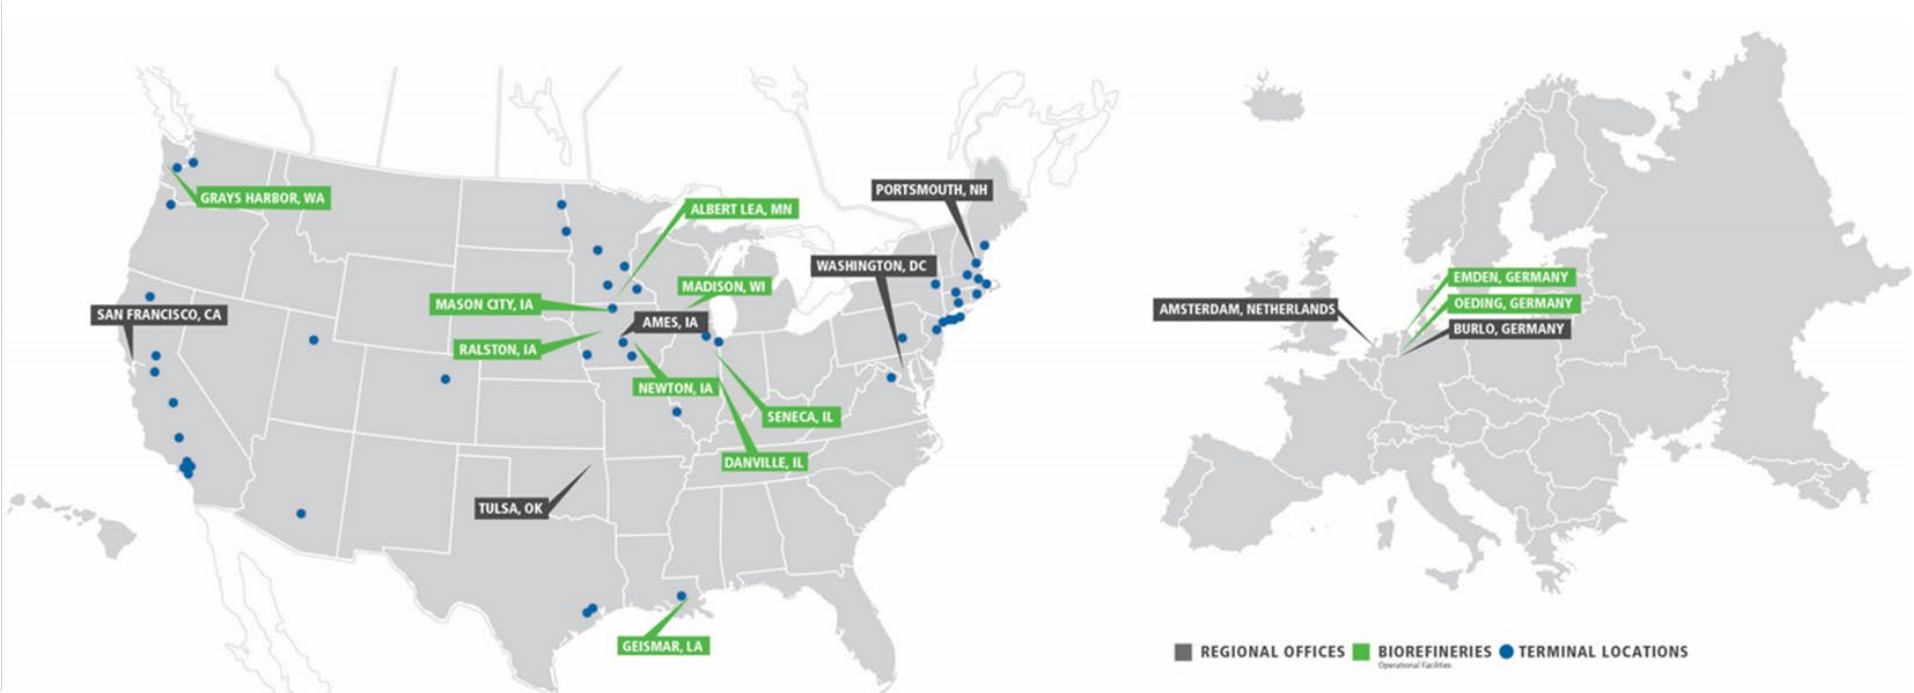 PORTSMOUTH, NH
GRAYS HARBOR, WA
ALBERT LEA, MN
WASHINGTON, DC
MADISON, WI
MASON CITY, IA
SAN FRANCISCO, CA
AMES, IA
RALSTON, IA
NEWTON, IA
SENECA, IL
DANVILLE, IL
TULSA, OK
GEISMAR, LA
EMDEN, GERMANY
OEDING, GERMANY
AMSTERDAM, NETHERLANDS
BURLO, GERMANY
REGIONAL OFFICES
BIOREFINERIES
Operational Facilities
TERMINAL LOCATIONS